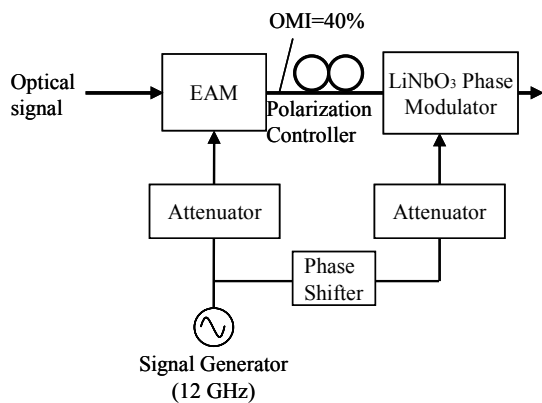 OMI=40%
Optical
signal
EAM
Polarization
Controller
LiNbO₃ Phase
Modulator
Attenuator
Attenuator
Phase
Shifter
Signal Generator
(12 GHz)